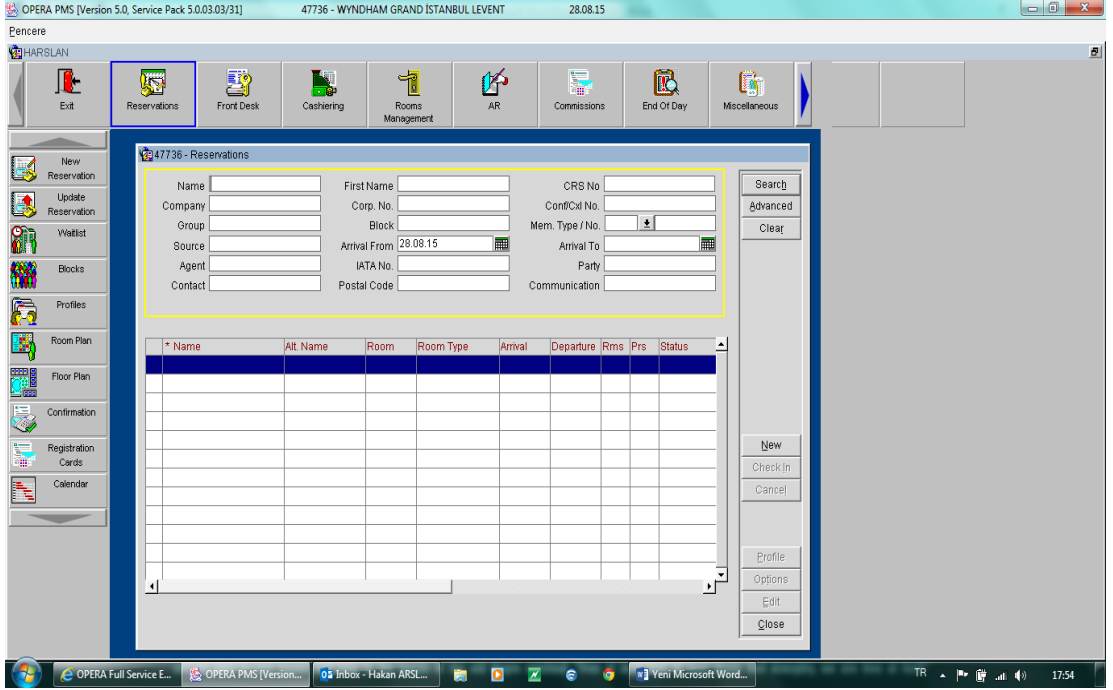 OPERA PMS [Version 5.0, Service Pack 5.0.03.03/31] 47736 - WYNDHAM GRAND İSTANBUL LEVENT 28.08.15
Pencere
HARSLAN
Exit
Reservations
Front Desk
Cashiering
Rooms
Management
AR
Commissions
End Of Day
Miscellaneous
New
Reservation
Update
Reservation
Waitlist
Blocks
Profiles
Room Plan
Floor Plan
Confirmation
Registration
Cards
Calendar
47736 - Reservations
Name First Name CRS No
Company Corp. No. Conf/Cxl No.
Group Block Mem. Type / No.
Source Arrival From 28.08.15 Arrival To
Agent IATA No. Party
Contact Postal Code Communication
Search
Advanced
Clear
* Name Alt. Name Room Room Type Arrival Departure Rms Prs Status
New
Check In
Cancel
Profile
Options
Edit
Close
OPERA Full Service E... OPERA PMS [Version... Inbox - Hakan ARSL... Yeni Microsoft Word... TR 17:54